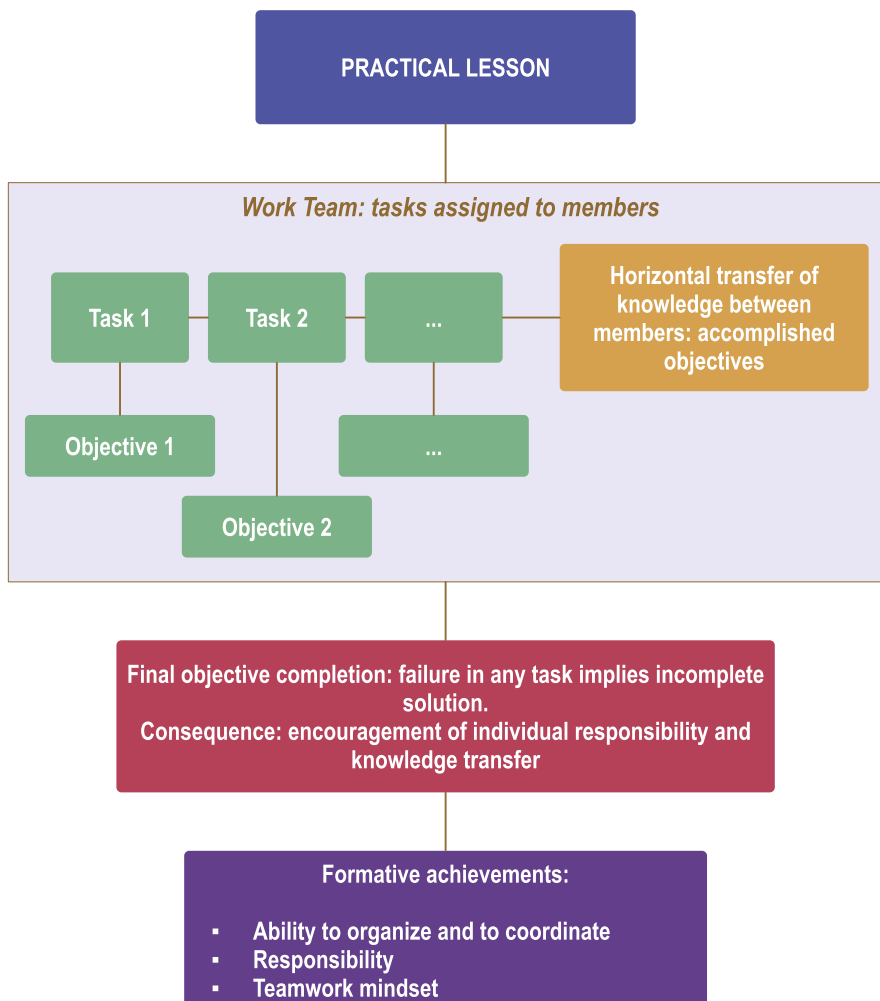 PRACTICAL LESSON
Work Team: tasks assigned to members
Task 1
Task 2
...
Horizontal transfer of
knowledge between
members: accomplished
objectives
Objective 1
...
Objective 2
Final objective completion: failure in any task implies incomplete
solution.
Consequence: encouragement of individual responsibility and
knowledge transfer
Formative achievements:
▪ Ability to organize and to coordinate
▪ Responsibility
▪ Teamwork mindset